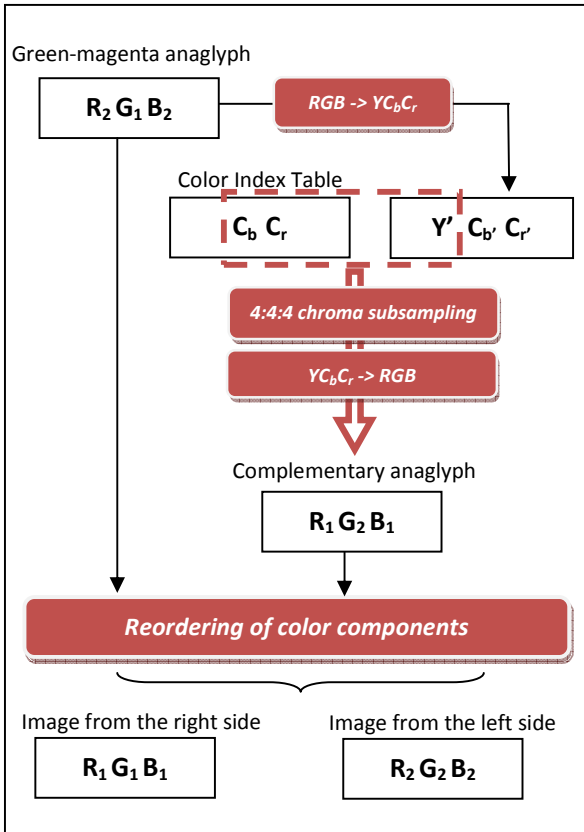 Green-magenta anaglyph
R₂ G₁ B₂
RGB -> YCbCr
Color Index Table
Cb Cr
Y' Cb' Cr'
4:4:4 chroma subsampling
YCbCr -> RGB
Complementary anaglyph
R₁ G₂ B₁
Reordering of color components
Image from the right side
Image from the left side
R₁ G₁ B₁
R₂ G₂ B₂